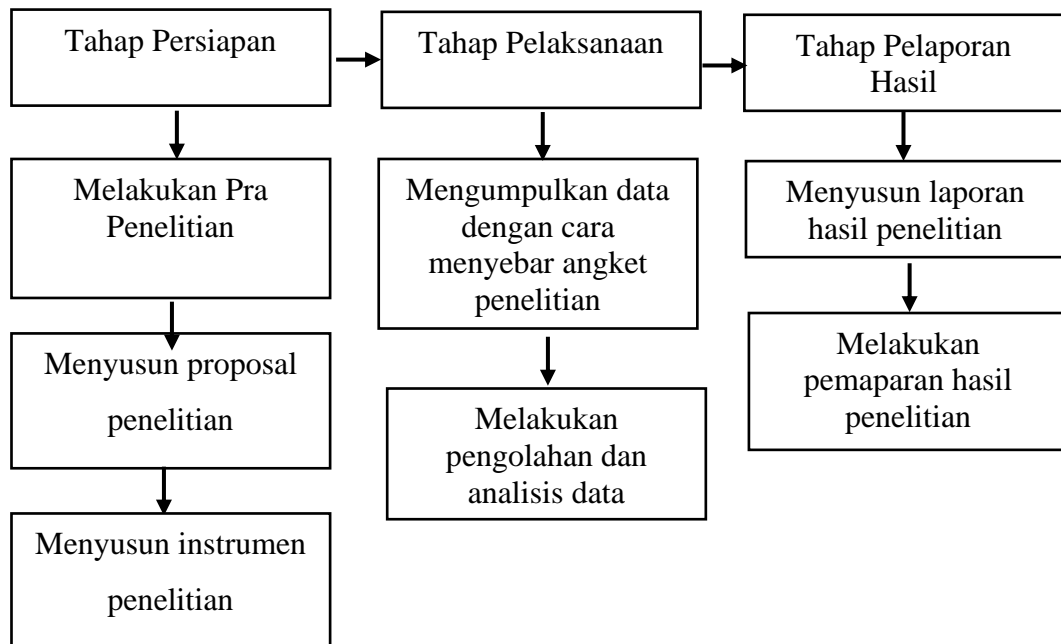 Tahap Persiapan
Tahap Pelaksanaan
Tahap Pelaporan
Hasil
Melakukan Pra
Penelitian
Mengumpulkan data
dengan cara
menyebar angket
penelitian
Menyusun laporan
hasil penelitian
Menyusun proposal
penelitian
Melakukan
pengolahan dan
analisis data
Melakukan
pemaparan hasil
penelitian
Menyusun instrumen
penelitian